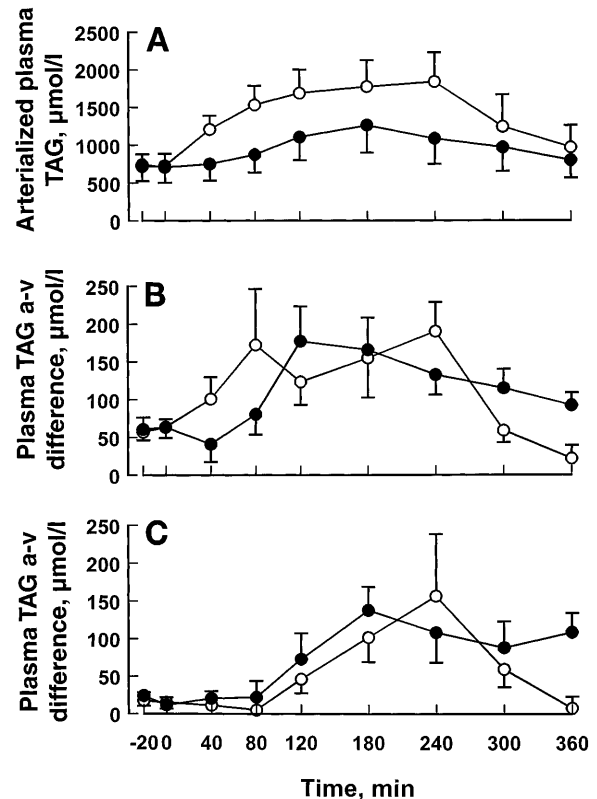 A
Arterialized plasma
TAG, μmol/l
2500
2000
1500
1000
500
0
B
Plasma TAG a-v
difference, μmol/l
250
200
150
100
50
0
C
Plasma TAG a-v
difference, μmol/l
250
200
150
100
50
0
-20 0 40 80 120 180 240 300 360
Time, min